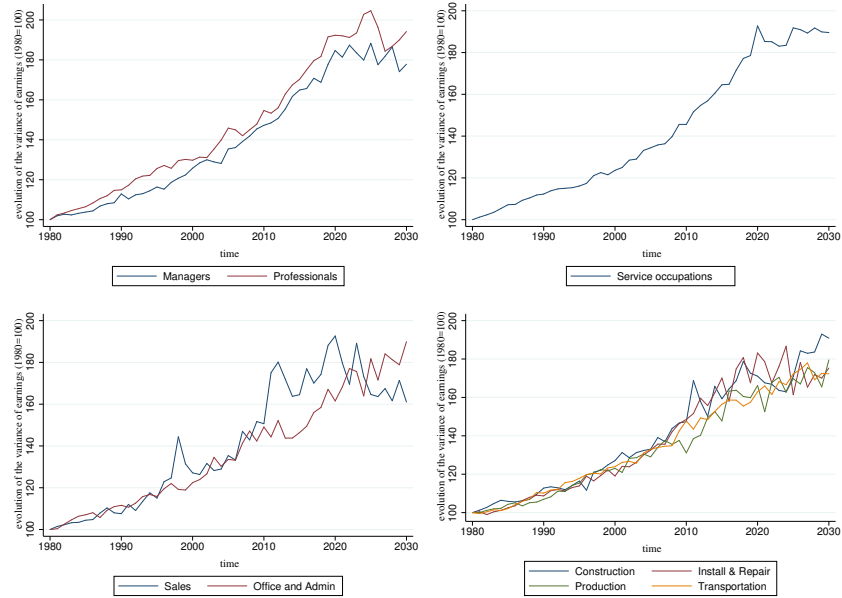 evolution of the variance of earnings (1980=100)
200
180
160
140
120
100
1980 1990 2000 2010 2020 2030
time
Managers Professionals
evolution of the variance of earnings (1980=100)
200
180
160
140
120
100
1980 1990 2000 2010 2020 2030
time
Service occupations
evolution of the variance of earnings (1980=100)
200
180
160
140
120
100
1980 1990 2000 2010 2020 2030
time
Sales Office and Admin
evolution of the variance of earnings (1980=100)
200
180
160
140
120
100
1980 1990 2000 2010 2020 2030
time
Construction Install & Repair
Production Transportation